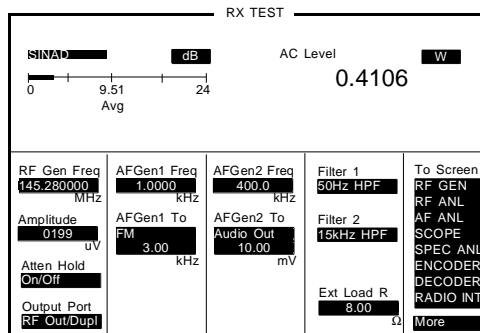 RX TEST
SINAD dB AC Level W
0.4106
0 9.51 24
Avg
RF Gen Freq AFGen1 Freq AFGen2 Freq Filter 1 To Screen
145.280000 1.0000 400.0 50Hz HPF RF GEN
MHz kHz kHz RF ANL
Amplitude AFGen1 To AFGen2 To Filter 2 AF ANL
0199 FM Audio Out 15kHz HPF SCOPE
uV 3.00 10.00 SPEC ANL
kHz mV ENCODER
Atten Hold DECODER
On/Off Ext Load R RADIO INT
Output Port 8.00
RF Out/Dupl Ω More